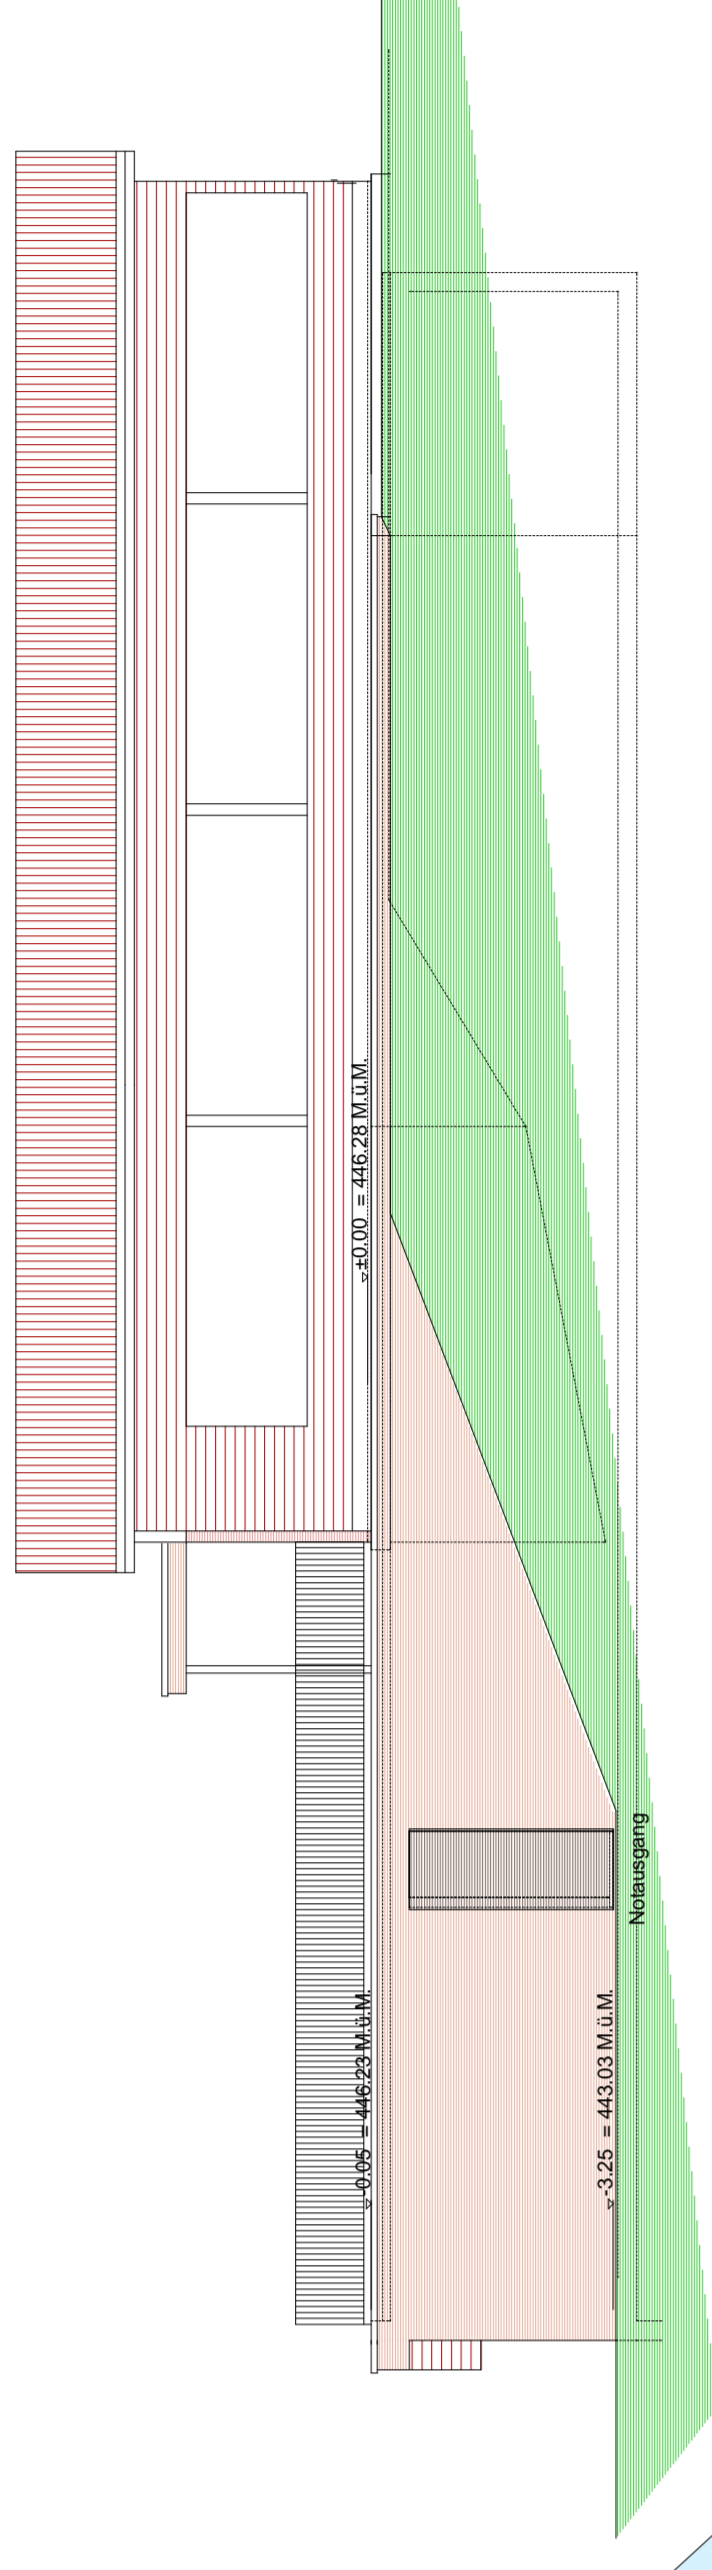 ±0.00 = 446.28 M.ü.M.
-0.05 = 446.23 M.ü.M.
-3.25 = 443.03 M.ü.M.
Notausgang